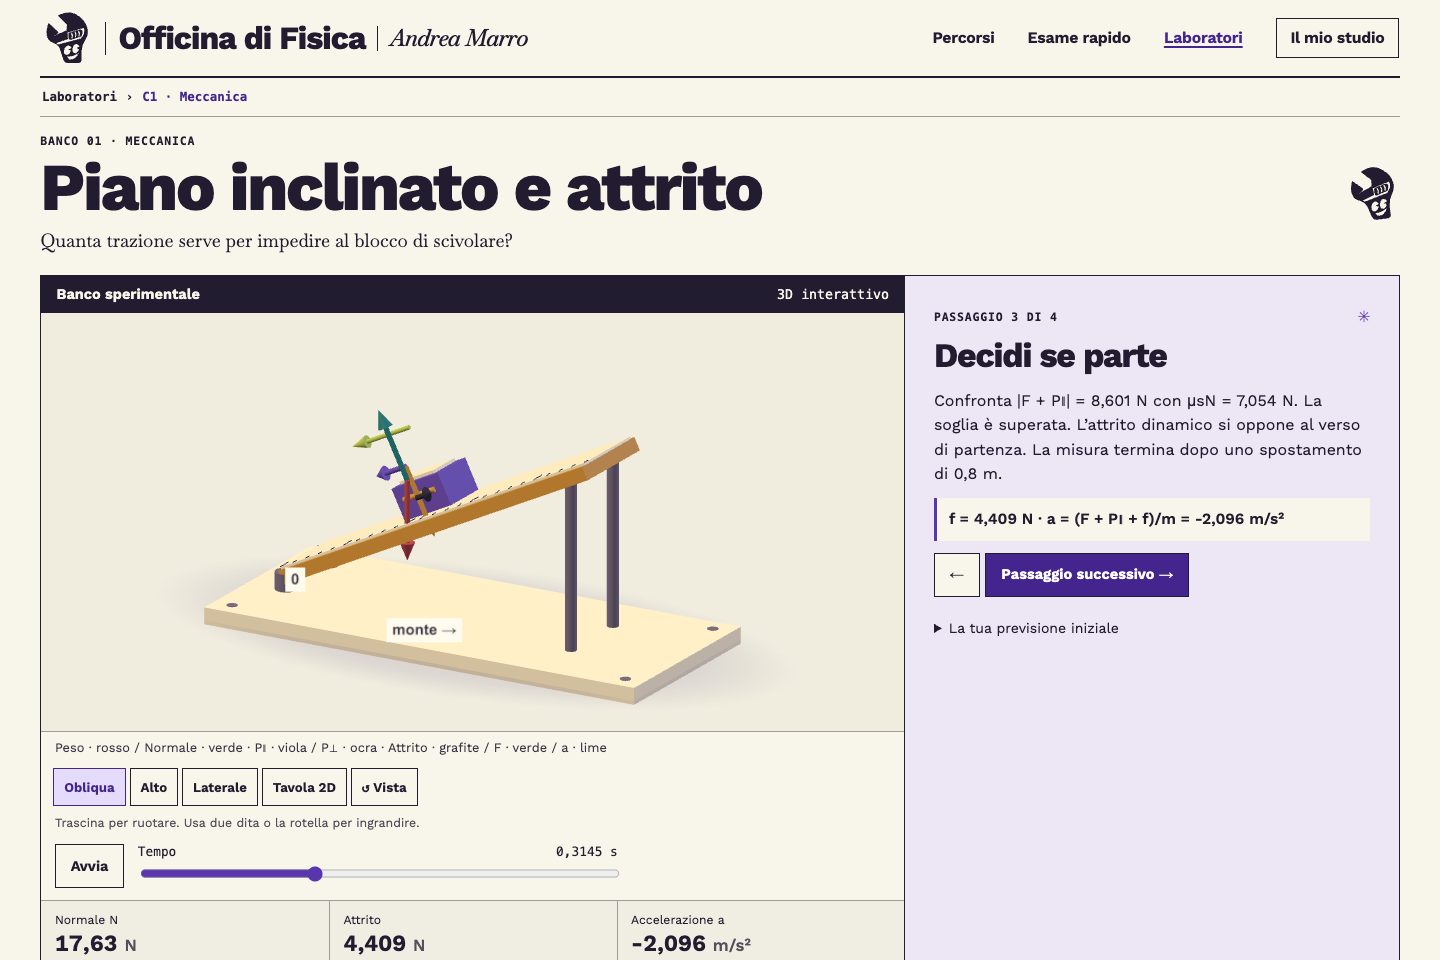 Officina di Fisica
Andrea Marro
Percorsi
Esame rapido
Laboratori
Il mio studio
Laboratori › C1 · Meccanica
BANCO 01 · MECCANICA
Piano inclinato e attrito
Quanta trazione serve per impedire al blocco di scivolare?
Banco sperimentale
3D interattivo
0
monte →
Peso · rosso / Normale · verde · P∥ · viola / P⊥ · ocra · Attrito · grafite / F · verde / a · lime
Obliqua
Alto
Laterale
Tavola 2D
↺ Vista
Trascina per ruotare. Usa due dita o la rotella per ingrandire.
Avvia
Tempo
0,3145 s
Normale N
17,63 N
Attrito
4,409 N
Accelerazione a
-2,096 m/s²
PASSAGGIO 3 DI 4
Decidi se parte
Confronta |F + P∥| = 8,601 N con μsN = 7,054 N. La
soglia è superata. L’attrito dinamico si oppone al verso
di partenza. La misura termina dopo uno spostamento
di 0,8 m.
f = 4,409 N · a = (F + P∥ + f)/m = -2,096 m/s²
←
Passaggio successivo →
▶ La tua previsione iniziale